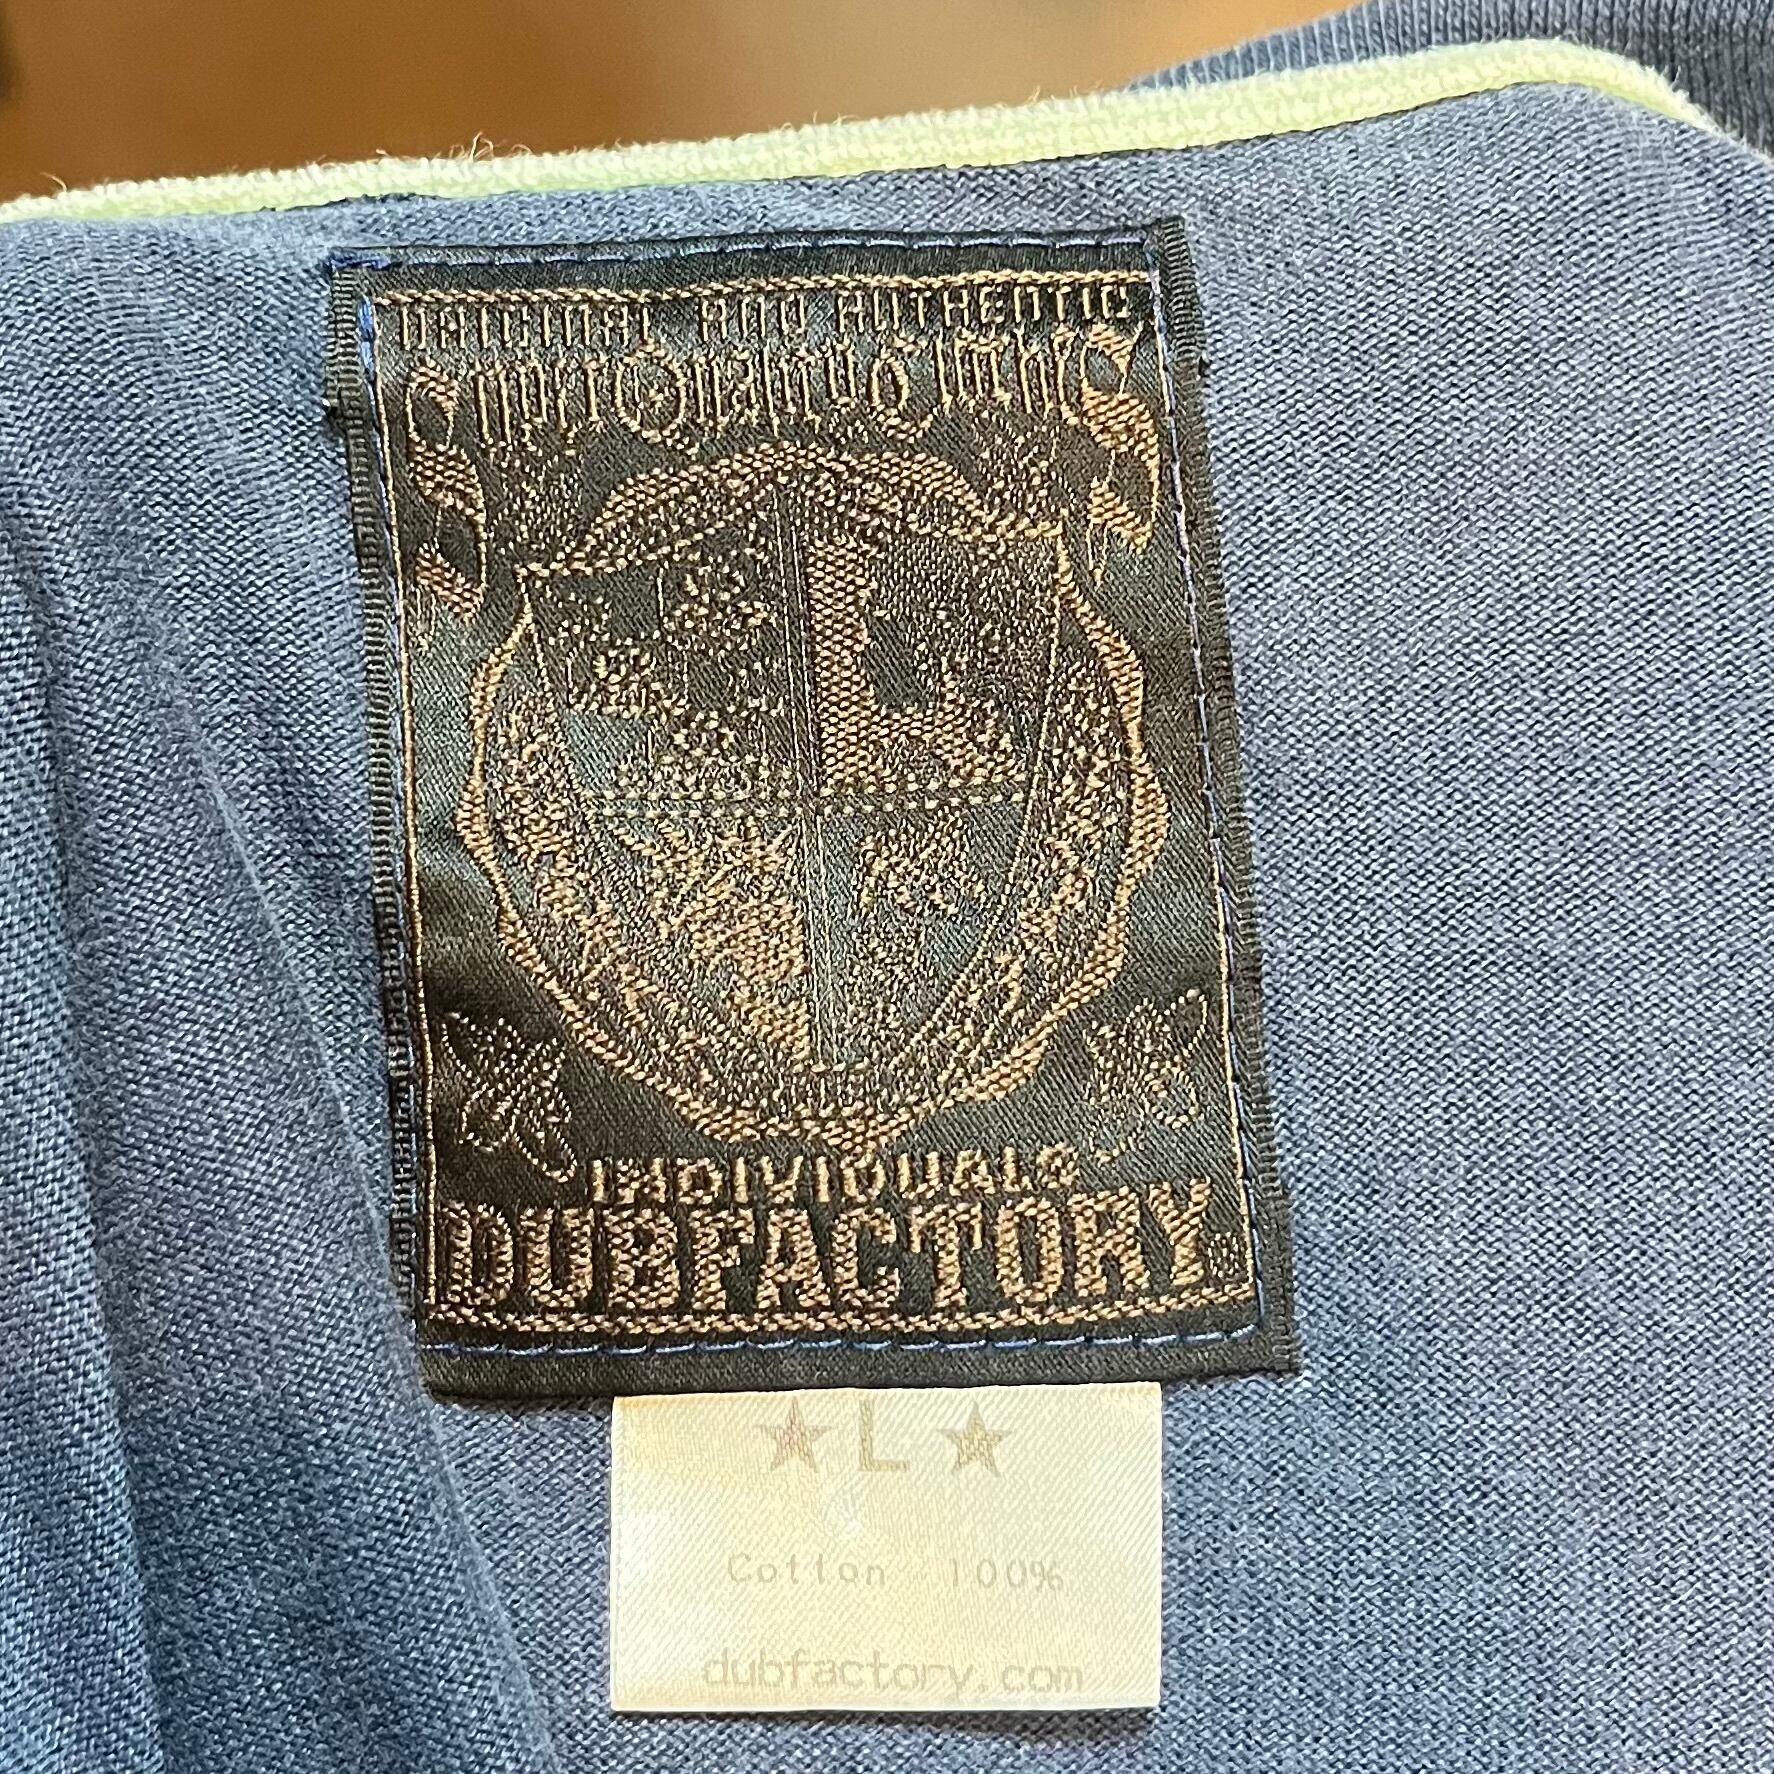 ORIGINAL AND AUTHENTIC
INDIVIDUALS
DUBFACTORY
★ L ★
Cotton 100%
dubfactory.com